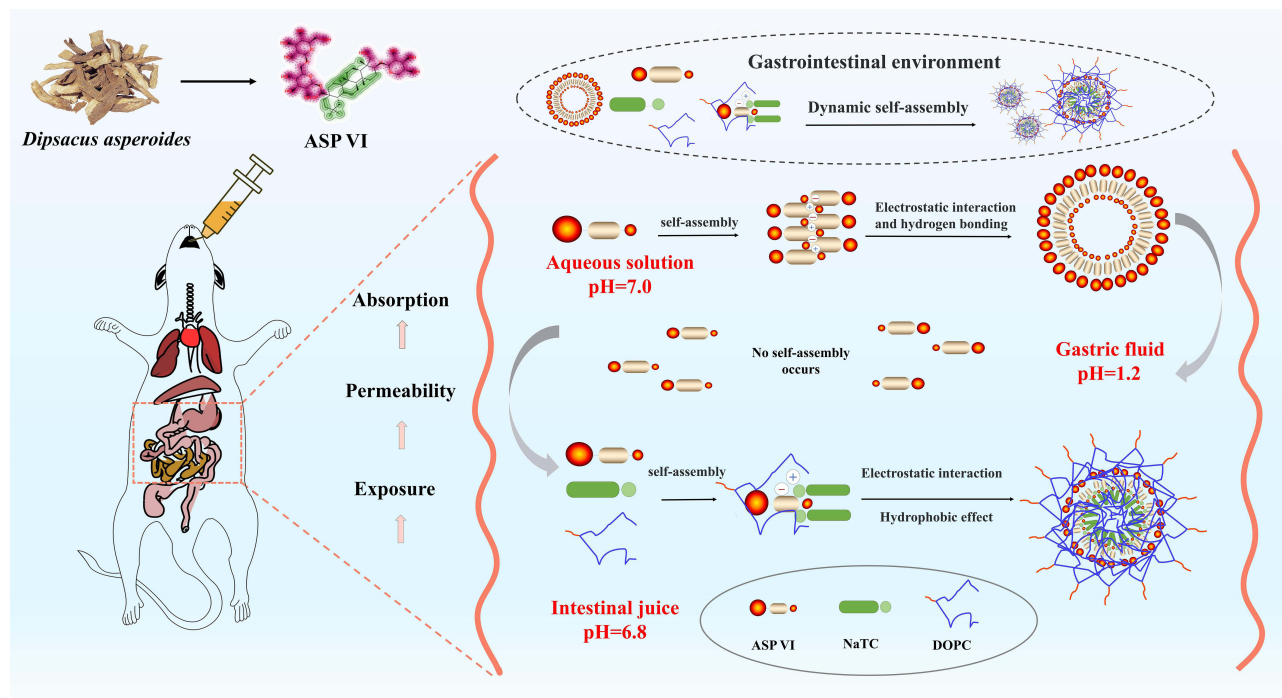 Dipsacus asperoides
ASP VI
Gastrointestinal environment
Dynamic self-assembly
Absorption
Permeability
Exposure
self-assembly
Electrostatic interaction
and hydrogen bonding
Aqueous solution
pH=7.0
No self-assembly
occurs
Gastric fluid
pH=1.2
self-assembly
Electrostatic interaction
Hydrophobic effect
Intestinal juice
pH=6.8
ASP VI
NaTC
DOPC